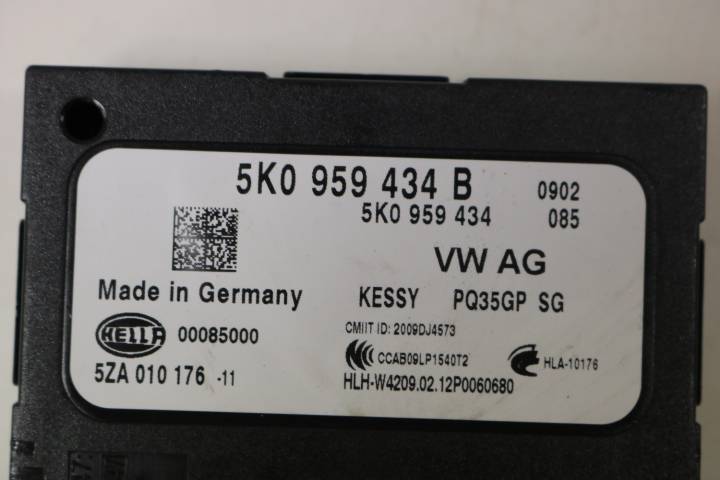 5K0 959 434 B 0902
5K0 959 434 085
VW AG
Made in Germany KESSY PQ35GP SG
HELLA 00085000 CMIIT ID: 2009DJ4573
CCAB09LP1540T2 HLA-10176
5ZA 010 176 -11 HLH-W4209.02.12P0060680